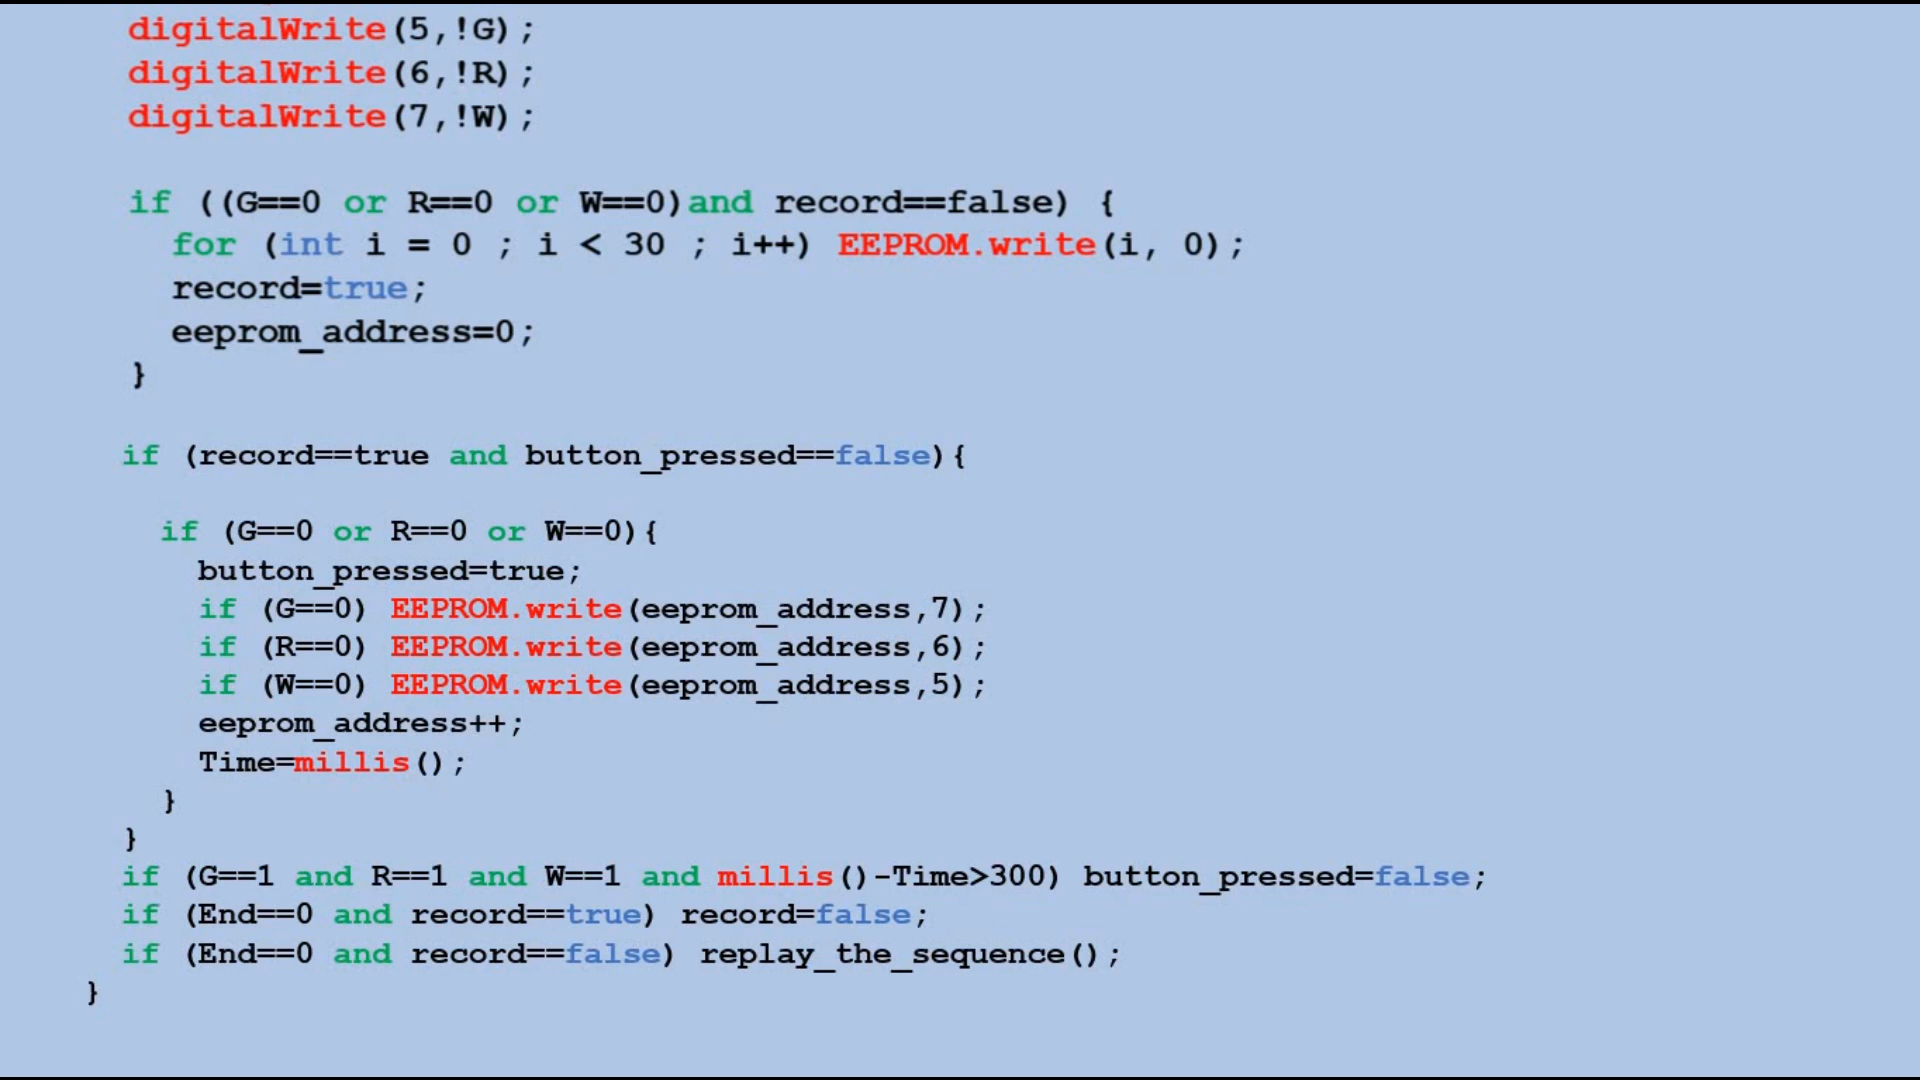 digitalWrite(5,!G);
digitalWrite(6,!R);
digitalWrite(7,!W);
if ((G==0 or R==0 or W==0)and record==false) {
for (int i = 0 ; i < 30 ; i++) EEPROM.write(i, 0);
record=true;
eeprom_address=0;
}
if (record==true and button_pressed==false){
if (G==0 or R==0 or W==0){
button_pressed=true;
if (G==0) EEPROM.write(eeprom_address,7);
if (R==0) EEPROM.write(eeprom_address,6);
if (W==0) EEPROM.write(eeprom_address,5);
eeprom_address++;
Time=millis();
}
}
if (G==1 and R==1 and W==1 and millis()-Time>300) button_pressed=false;
if (End==0 and record==true) record=false;
if (End==0 and record==false) replay_the_sequence();
}